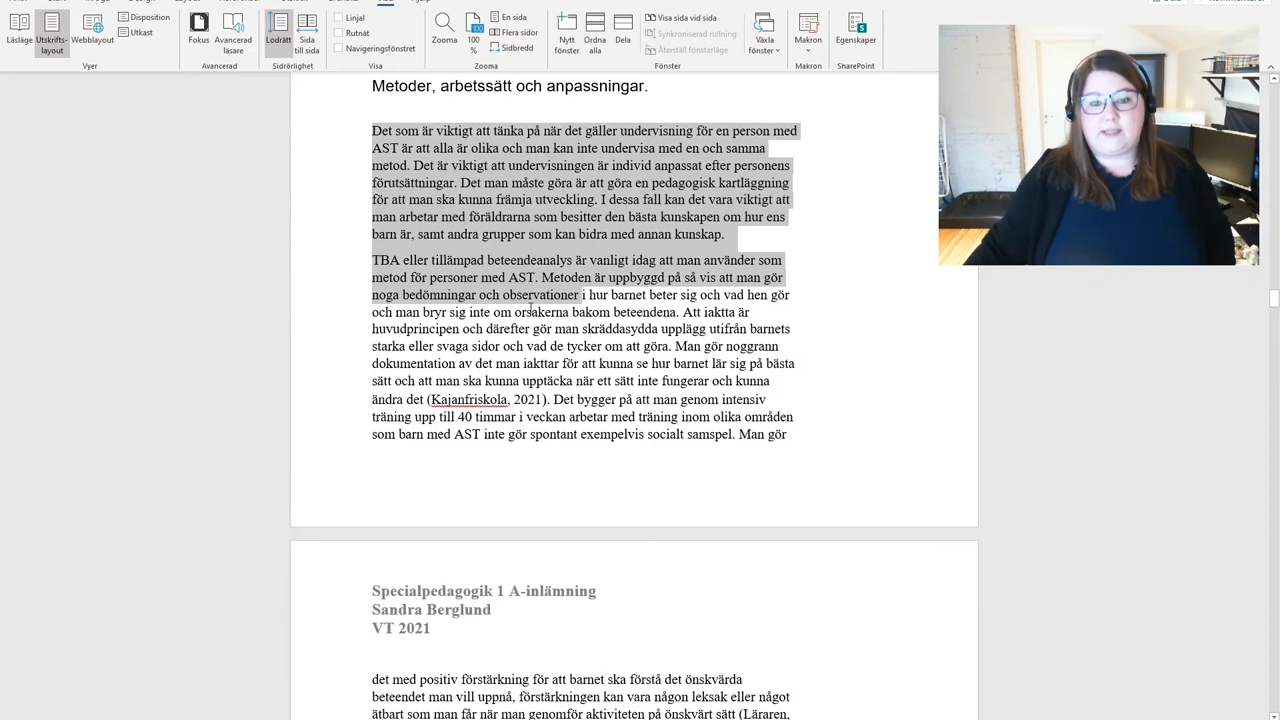 Läsläge
Utskrifts-
layout
Webblayout
Disposition
Utkast
Vyer
Fokus
Avancerad
läsare
Avancerad
Lodrätt
Sida
till sida
Sidrörlighet
Linjal
Rutnät
Navigeringsfönstret
Visa
Zooma
100
%
En sida
Flera sidor
Sidbredd
Zooma
Nytt
fönster
Ordna
alla
Dela
Visa sida vid sida
Synkroniserad rullning
Återställ fönsterläge
Växla
fönster
Fönster
Makron
Makron
Egenskaper
SharePoint
Metoder, arbetssätt och anpassningar.
Det som är viktigt att tänka på när det gäller undervisning för en person med
AST är att alla är olika och man kan inte undervisa med en och samma
metod. Det är viktigt att undervisningen är individ anpassat efter personens
förutsättningar. Det man måste göra är att göra en pedagogisk kartläggning
för att man ska kunna främja utveckling. I dessa fall kan det vara viktigt att
man arbetar med föräldrarna som besitter den bästa kunskapen om hur ens
barn är, samt andra grupper som kan bidra med annan kunskap.
TBA eller tillämpad beteendeanalys är vanligt idag att man använder som
metod för personer med AST. Metoden är uppbyggd på så vis att man gör
noga bedömningar och observationer i hur barnet beter sig och vad hen gör
och man bryr sig inte om orsakerna bakom beteendena. Att iaktta är
huvudprincipen och därefter gör man skräddasydda upplägg utifrån barnets
starka eller svaga sidor och vad de tycker om att göra. Man gör noggrann
dokumentation av det man iakttar för att kunna se hur barnet lär sig på bästa
sätt och att man ska kunna upptäcka när ett sätt inte fungerar och kunna
ändra det (Kajanfriskola, 2021). Det bygger på att man genom intensiv
träning upp till 40 timmar i veckan arbetar med träning inom olika områden
som barn med AST inte gör spontant exempelvis socialt samspel. Man gör
Specialpedagogik 1 A-inlämning
Sandra Berglund
VT 2021
det med positiv förstärkning för att barnet ska förstå det önskvärda
beteendet man vill uppnå, förstärkningen kan vara någon leksak eller något
ätbart som man får när man genomför aktiviteten på önskvärt sätt (Läraren,